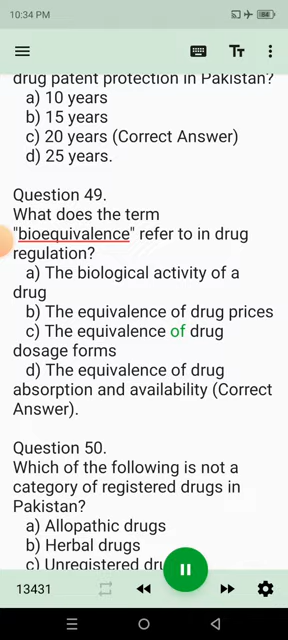 10:34 PM
84
drug patent protection in Pakistan?
a) 10 years
b) 15 years
c) 20 years (Correct Answer)
d) 25 years.
Question 49.
What does the term
"bioequivalence" refer to in drug
regulation?
a) The biological activity of a
drug
b) The equivalence of drug prices
c) The equivalence of drug
dosage forms
d) The equivalence of drug
absorption and availability (Correct
Answer).
Question 50.
Which of the following is not a
category of registered drugs in
Pakistan?
a) Allopathic drugs
b) Herbal drugs
c) Unregistered
13431